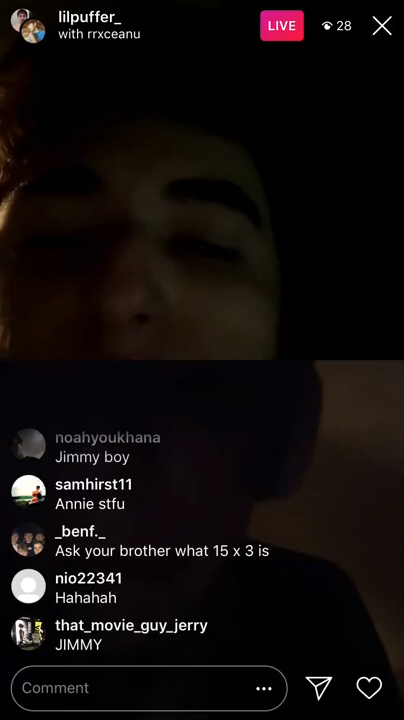 lilpuffer_
with rrxceanu
LIVE
28
noahyoukhana
Jimmy boy
samhirst11
Annie stfu
_benf._
Ask your brother what 15 x 3 is
nio22341
Hahahah
that_movie_guy_jerry
JIMMY
Comment